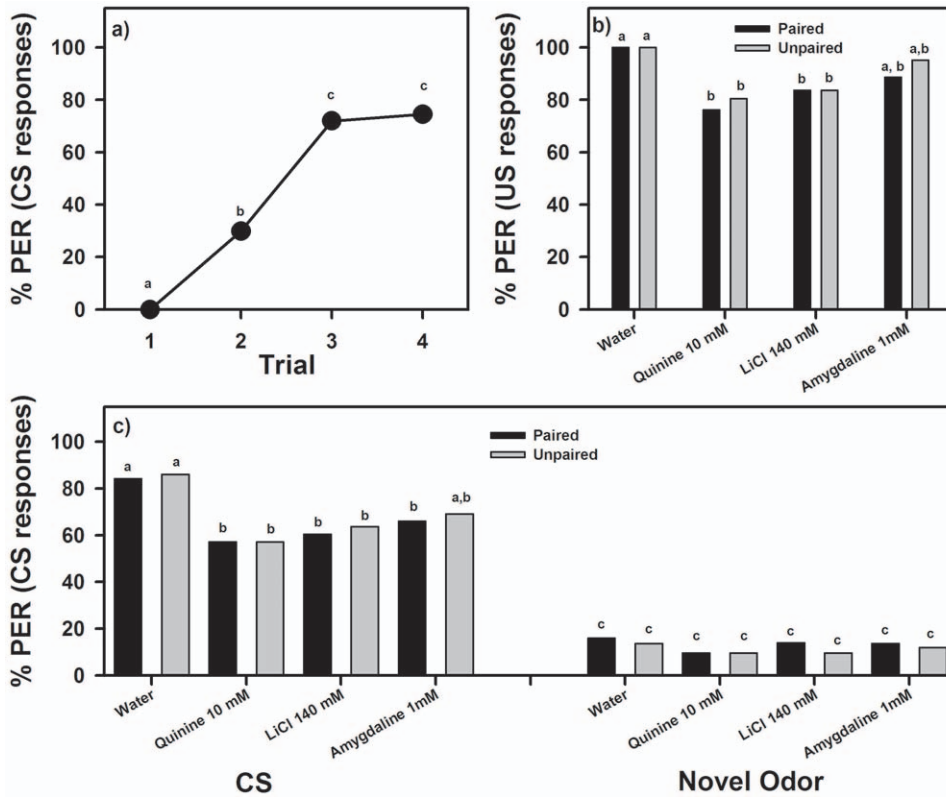 a)
% PER (CS responses)
100
80
60
40
20
0
a
b
c
c
1 2 3 4
Trial
b)
Paired
Unpaired
% PER (US responses)
100
80
60
40
20
0
a a
b b
b b
a, b a,b
Water
Quinine 10 mM
LiCl 140 mM
Amygdaline 1mM
c)
Paired
Unpaired
% PER (CS responses)
100
80
60
40
20
0
a a
b b
b b
b a,b
c c
c c
c c
c c
Water
Quinine 10 mM
LiCl 140 mM
Amygdaline 1mM
Water
Quinine 10 mM
LiCl 140 mM
Amygdaline 1mM
CS
Novel Odor